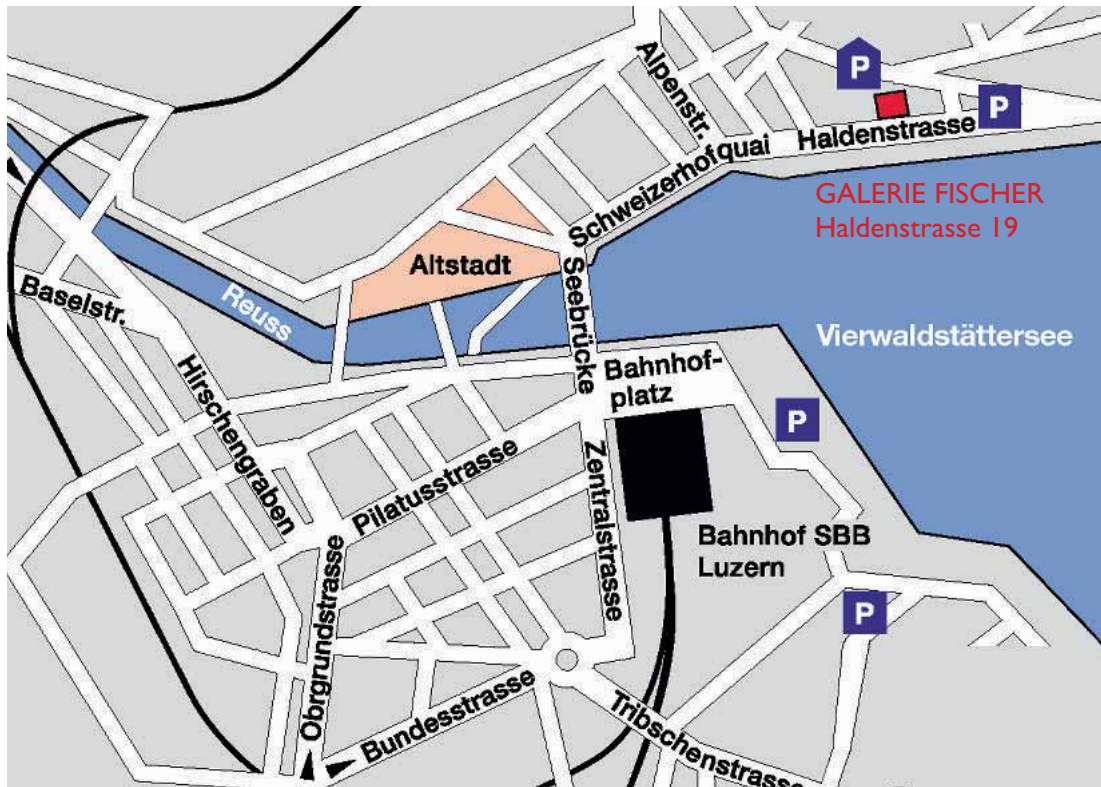 P
Alpenstr.
P
Haldenstrasse
Schweizerhofquai
GALERIE FISCHER
Haldenstrasse 19
Altstadt
Seebrücke
Baselstr.
Reuss
Vierwaldstättersee
Hirschengraben
Bahnhof-
platz
P
Pilatusstrasse
Zentralstrasse
Bahnhof SBB
Luzern
P
Obrgrundstrasse
Bundesstrasse
Tribschenstrasse